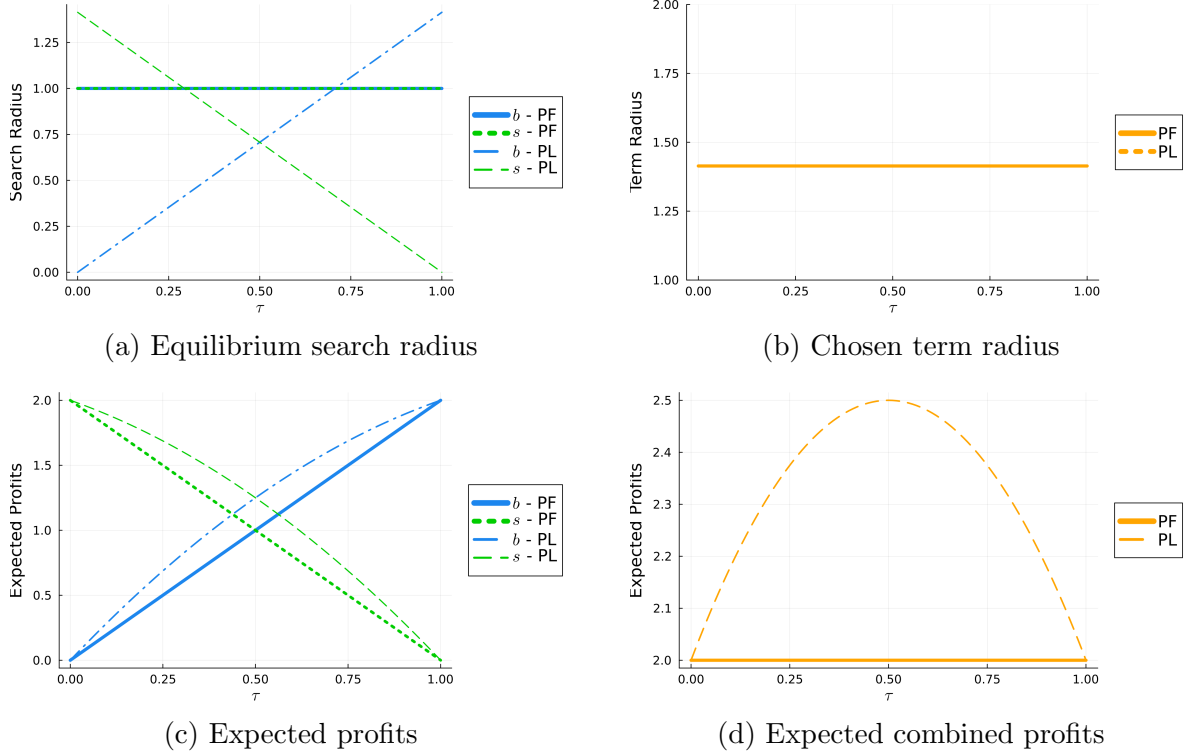 Search Radius
1.25
1.00
0.75
0.50
0.25
0.00
0.00 0.25 0.50 0.75 1.00
τ
b - PF
s - PF
b - PL
s - PL
(a) Equilibrium search radius
Term Radius
2.00
1.75
1.50
1.25
1.00
0.00 0.25 0.50 0.75 1.00
τ
PF
PL
(b) Chosen term radius
Expected Profits
2.0
1.5
1.0
0.5
0.0
0.00 0.25 0.50 0.75 1.00
τ
b - PF
s - PF
b - PL
s - PL
(c) Expected profits
Expected Profits
2.5
2.4
2.3
2.2
2.1
2.0
0.00 0.25 0.50 0.75 1.00
τ
PF
PL
(d) Expected combined profits